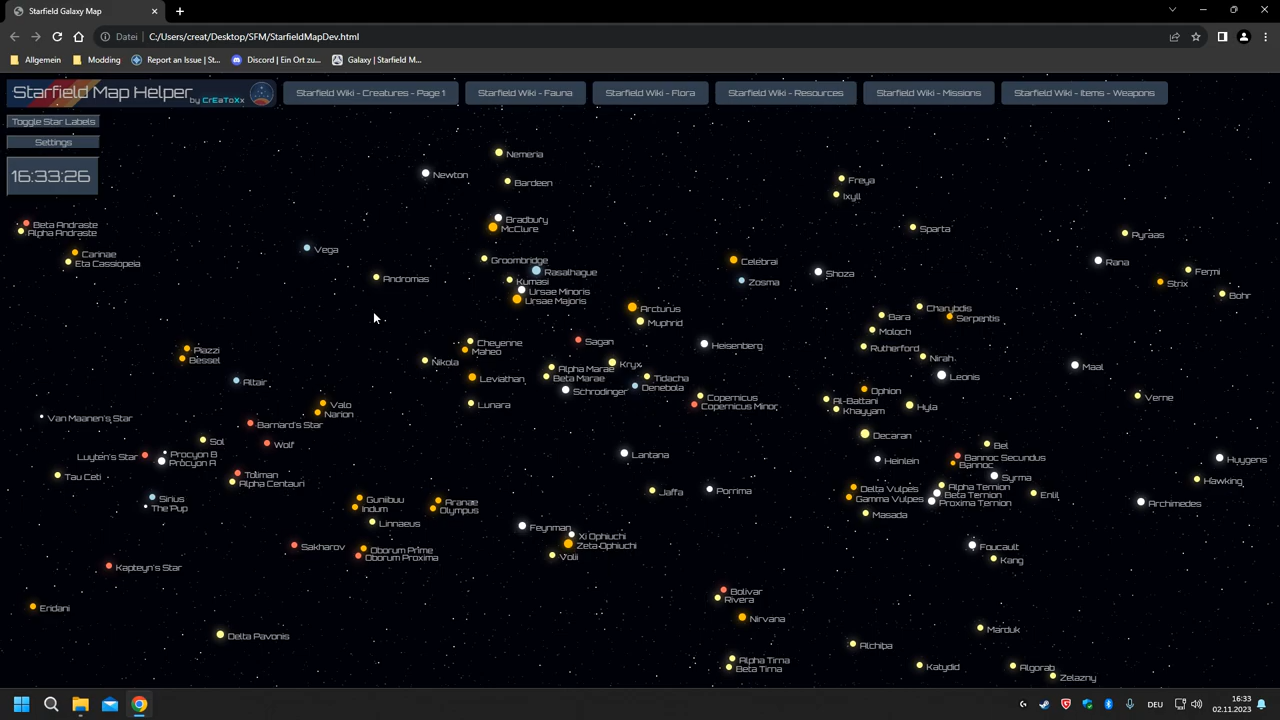 Starfield Galaxy Map
Datei C:/Users/creat/Desktop/SFM/StarfieldMapDev.html
Allgemein Modding Report an Issue | St... Discord | Ein Ort zu... Galaxy | Starfield M...
Starfield Map Helper by CrEaToXx Starfield Wiki - Creatures - Page 1 Starfield Wiki - Fauna Starfield Wiki - Flora Starfield Wiki - Resources Starfield Wiki - Missions Starfield Wiki - Items - Weapons
Toggle Star Labels
Settings
16:33:26
Nemeria
Newton
Bardeen
Freya
Ixyll
Bradbury
McClure
Beta Andraste
Alpha Andraste
Sparta
Pyraas
Carinae
Eta Cassiopeia
Vega
Groombridge
Rasalhague
Celebrai
Zosma
Shoza
Rana
Fermi
Strix
Bohr
Andromas
Kumasi
Ursae Minoris
Ursae Majoris
Arcturus
Muphrid
Charybdis
Serpentis
Bara
Moloch
Rutherford
Nirah
Leonis
Maal
Piazzi
Bessel
Cheyenne
Maheo
Nikola
Sagan
Heisenberg
Altair
Leviathan
Alpha Marae
Beta Marae
Kryx
Tidacha
Denebola
Schrodinger
Ophion
Verne
Van Maanen's Star
Valo
Narion
Lunara
Copernicus
Copernicus Minor
Al-Battani
Khayyam
Hyla
Barnard's Star
Sol
Wolf
Decaran
Bel
Luyten's Star
Procyon B
Procyon A
Lantana
Heinlein
Bannoc Secundus
Bannoc
Huygens
Tau Ceti
Toliman
Alpha Centauri
Syrma
Hawking
Sirius
The Pup
Guniibuu
Indum
Aranae
Olympus
Jaffa
Porrima
Delta Vulpes
Gamma Vulpes
Alpha Ternion
Beta Ternion
Proxima Ternion
Enlil
Archimedes
Linnaeus
Feynman
Masada
Sakharov
Oborum Prime
Oborum Proxima
Xi Ophiuchi
Zeta Ophiuchi
Volii
Foucault
Kang
Kapteyn's Star
Bolivar
Rivera
Eridani
Nirvana
Delta Pavonis
Marduk
Alchiba
Alpha Tirna
Beta Tirna
Katydid
Algorab
Zelazny
DEU
16:33
02.11.2023